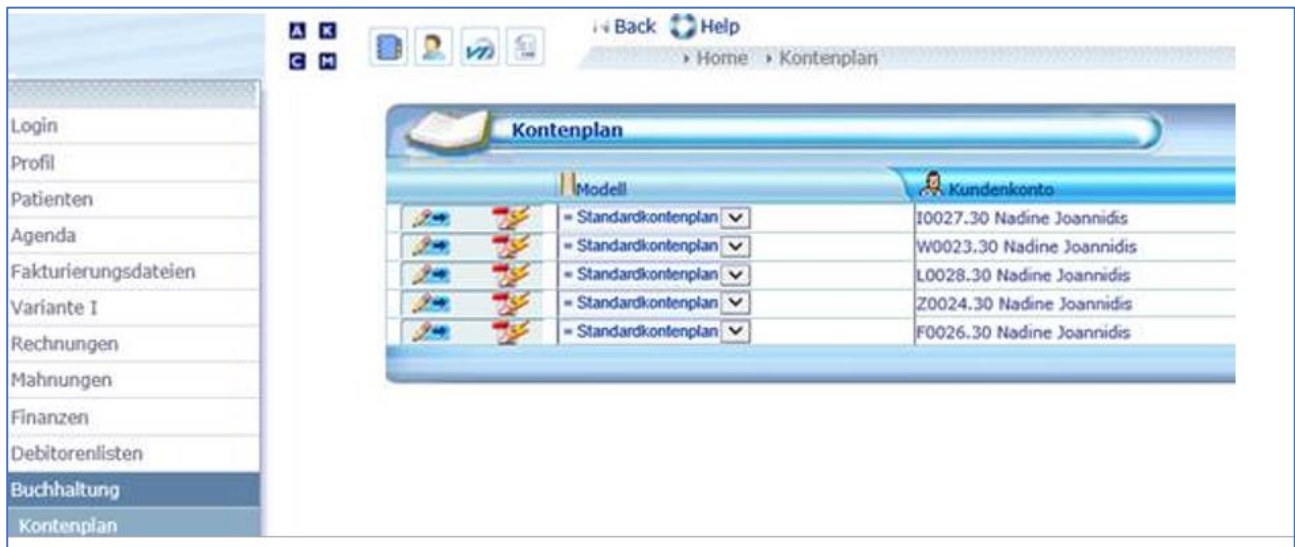 A K
C M
VTX
Back Help
Home Kontenplan
Login
Profil
Patienten
Agenda
Fakturierungsdateien
Variante I
Rechnungen
Mahnungen
Finanzen
Debitorenlisten
Buchhaltung
Kontenplan
Kontenplan
Modell Kundenkonto
= Standardkontenplan I0027.30 Nadine Joannidis
= Standardkontenplan W0023.30 Nadine Joannidis
= Standardkontenplan L0028.30 Nadine Joannidis
= Standardkontenplan Z0024.30 Nadine Joannidis
= Standardkontenplan F0026.30 Nadine Joannidis